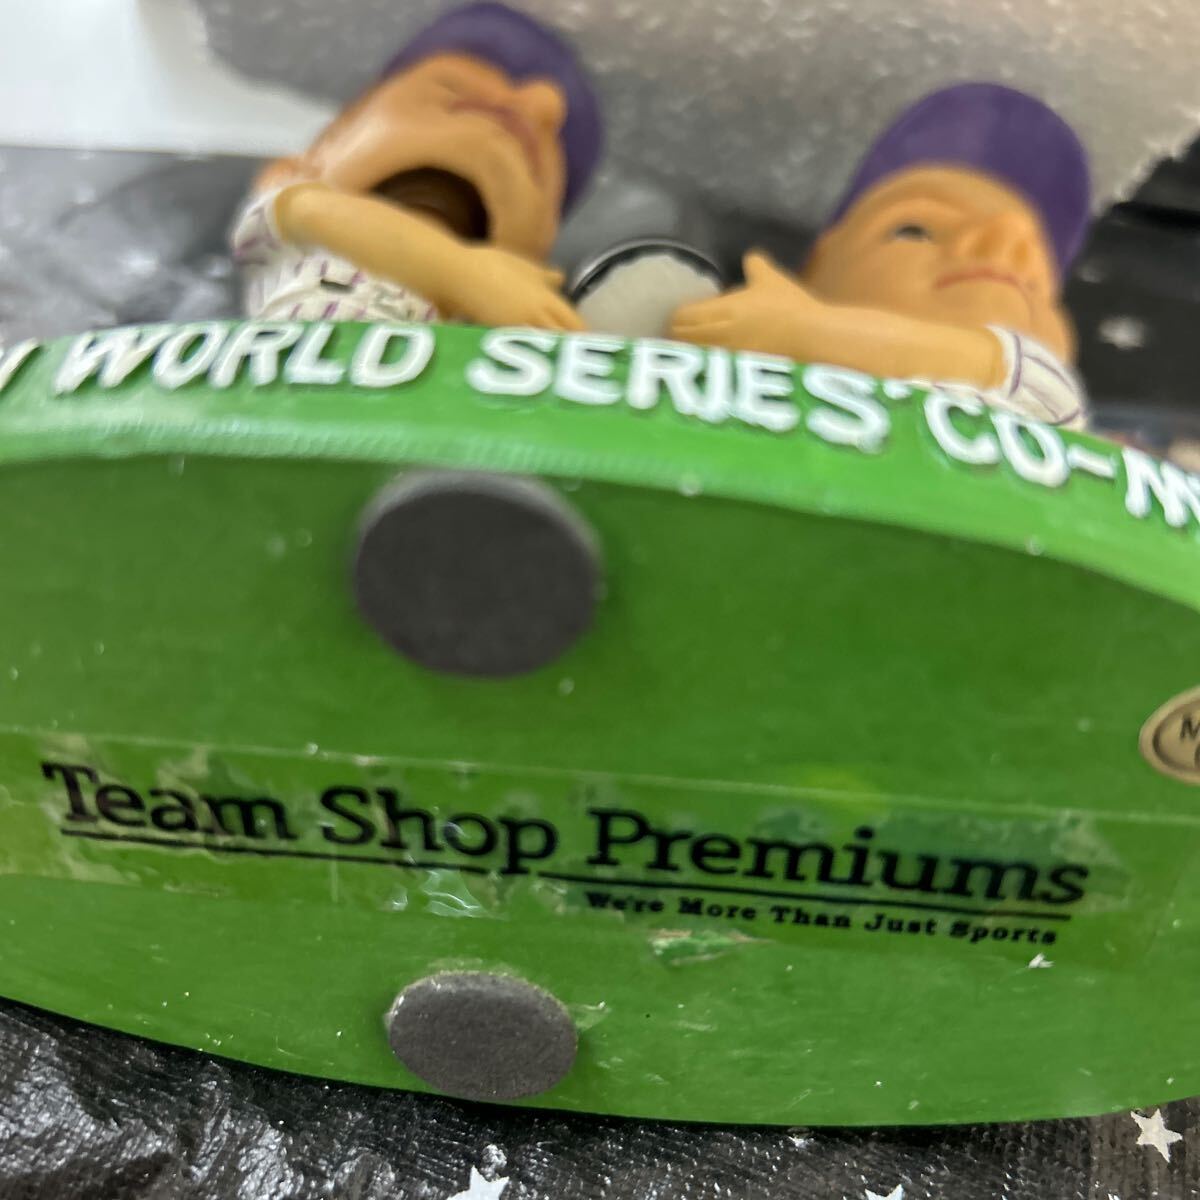 WORLD SERIES CO-M
Team Shop Premiums
We're More Than Just Sports
M